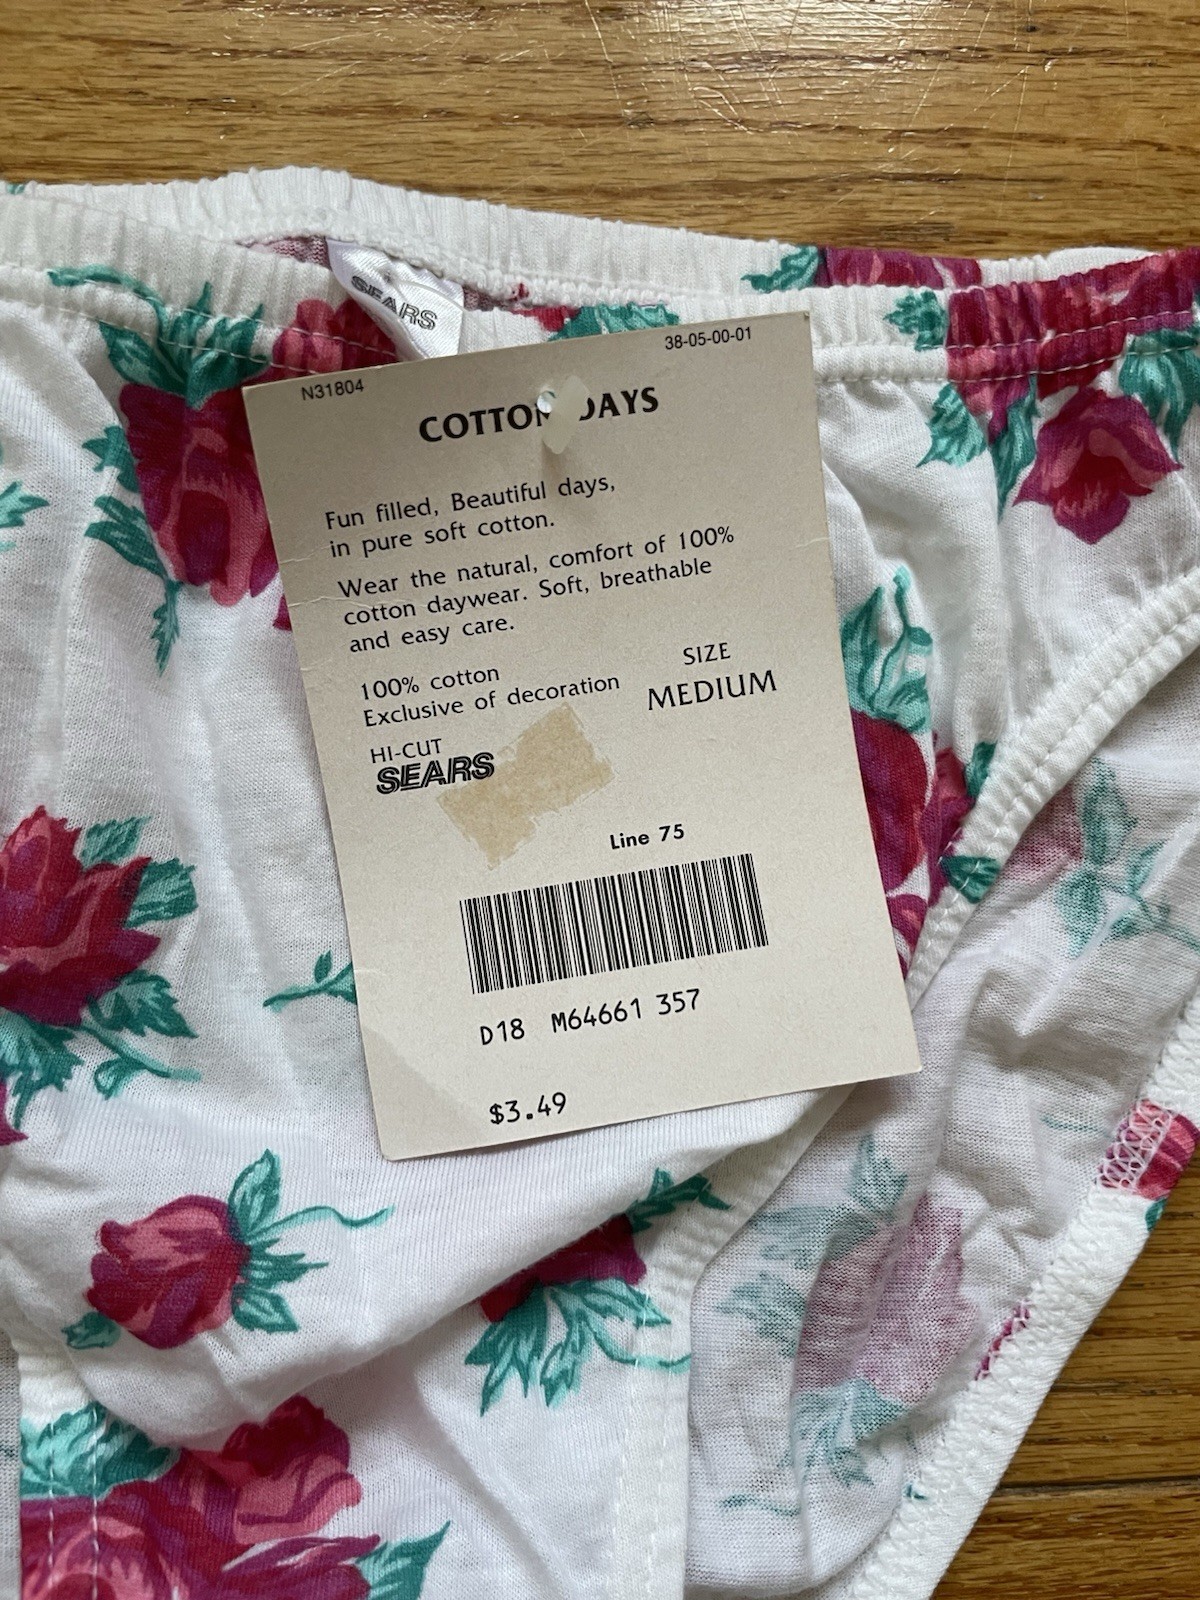 SEARS
N31804
38-05-00-01
COTTON DAYS
Fun filled, Beautiful days,
in pure soft cotton.
Wear the natural, comfort of 100%
cotton daywear. Soft, breathable
and easy care.
100% cotton
Exclusive of decoration
SIZE
MEDIUM
HI-CUT
SEARS
Line 75
D18 M64661 357
$3.49